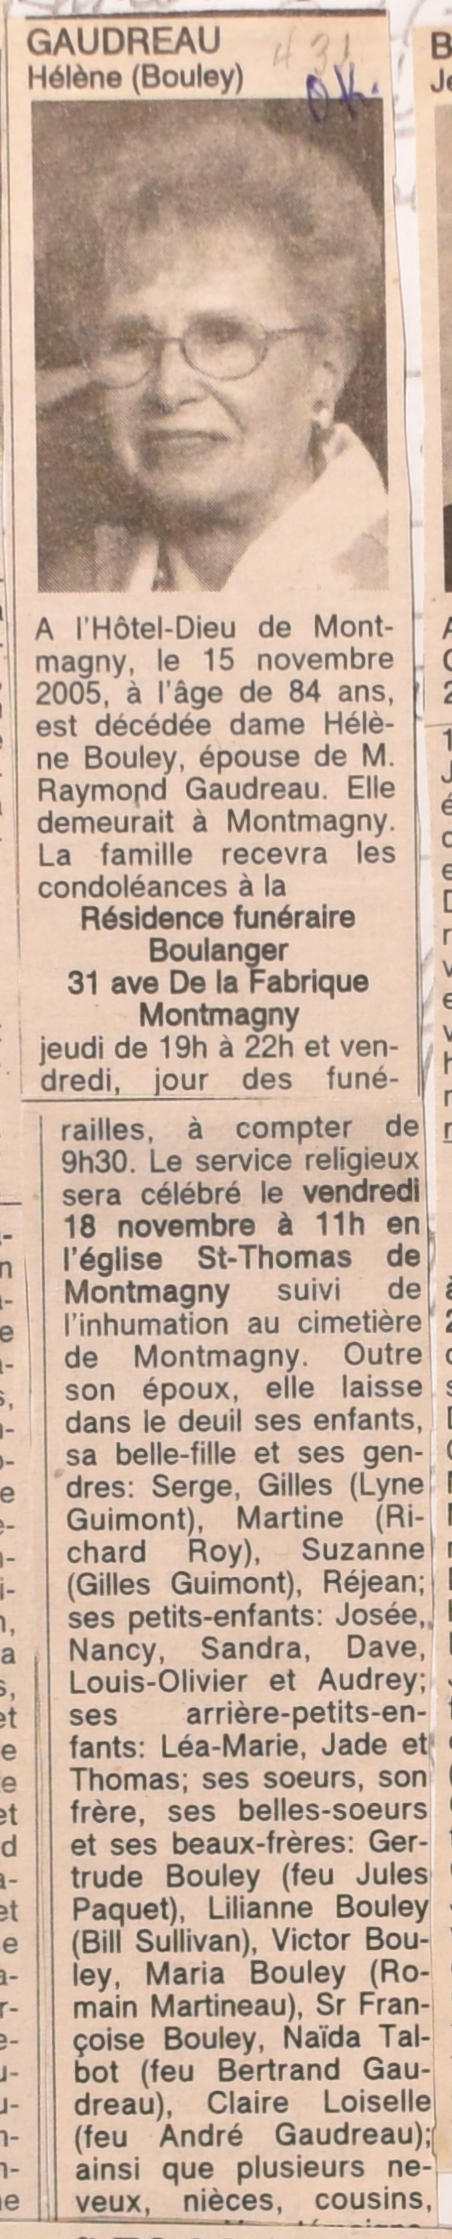 GAUDREAU
Hélène (Bouley)
431
OK.
A l'Hôtel-Dieu de Mont-
magny, le 15 novembre
2005, à l'âge de 84 ans,
est décédée dame Hélè-
ne Bouley, épouse de M.
Raymond Gaudreau. Elle
demeurait à Montmagny.
La famille recevra les
condoléances à la
Résidence funéraire
Boulanger
31 ave De la Fabrique
Montmagny
jeudi de 19h à 22h et ven-
dredi, jour des funé-
railles, à compter de
9h30. Le service religieux
sera célébré le vendredi
18 novembre à 11h en
l'église St-Thomas de
Montmagny suivi de
l'inhumation au cimetière
de Montmagny. Outre
son époux, elle laisse
dans le deuil ses enfants,
sa belle-fille et ses gen-
dres: Serge, Gilles (Lyne
Guimont), Martine (Ri-
chard Roy), Suzanne
(Gilles Guimont), Réjean;
ses petits-enfants: Josée,
Nancy, Sandra, Dave,
Louis-Olivier et Audrey;
ses arrière-petits-en-
fants: Léa-Marie, Jade et
Thomas; ses soeurs, son
frère, ses belles-soeurs
et ses beaux-frères: Ger-
trude Bouley (feu Jules
Paquet), Lilianne Bouley
(Bill Sullivan), Victor Bou-
ley, Maria Bouley (Ro-
main Martineau), Sr Fran-
çoise Bouley, Naïda Tal-
bot (feu Bertrand Gau-
dreau), Claire Loiselle
(feu André Gaudreau);
ainsi que plusieurs ne-
veux, nièces, cousins,